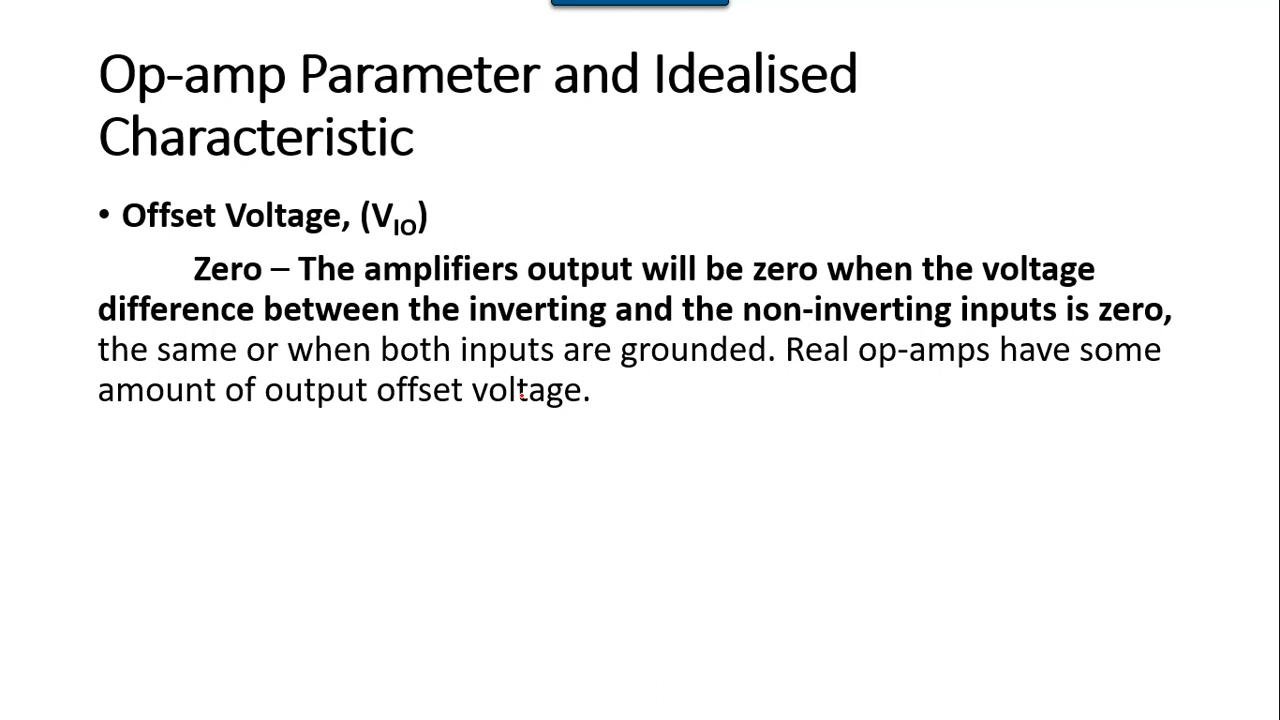 Op-amp Parameter and Idealised
Characteristic
• Offset Voltage, (VIO)
Zero – The amplifiers output will be zero when the voltage
difference between the inverting and the non-inverting inputs is zero,
the same or when both inputs are grounded. Real op-amps have some
amount of output offset voltage.